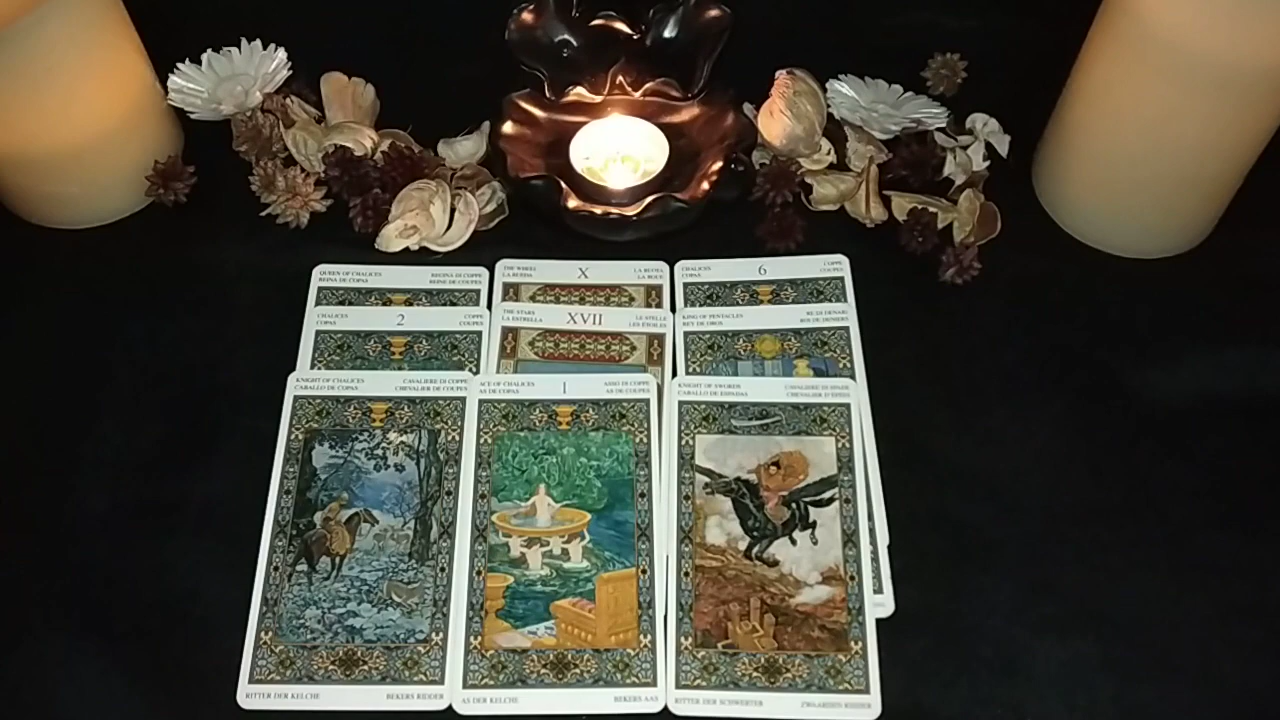 QUEEN OF CHALICES REGINA DI COPPE
REINA DE COPAS REINE DE COUPES
THE WHEEL X LA RUOTA
LA RUEDA LA ROUE
CHALICES 6 COPPE
COPAS COUPES
CHALICES 2 COPPE
COPAS COUPES
THE STARS XVII LE STELLE
LA ESTRELLA LES ÉTOILES
KING OF PENTACLES RE DI DENARI
REY DE OROS ROI DE DENIERS
KNIGHT OF CHALICES CAVALIERE DI COPPE
CABALLO DE COPAS CHEVALIER DE COUPES
ACE OF CHALICES 1 ASSO DI COPPE
AS DE COPAS AS DE COUPES
KNIGHT OF SWORDS CAVALIERE DI SPADE
CABALLO DE ESPADAS CHEVALIER D'ÉPÉES
RITTER DER KELCHE BEKERS RIDDER
AS DER KELCHE BEKERS AAS
RITTER DER SCHWERTER ZWAARDEN RIDDER